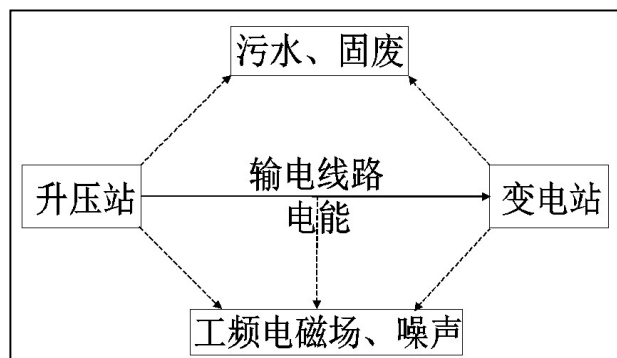 污水、固废
输电线路
升压站
变电站
电能
工频电磁场、噪声